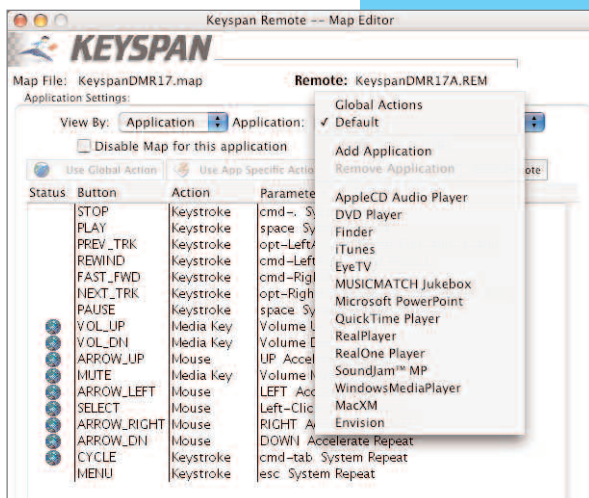 Keyspan Remote -- Map Editor
KEYSPAN
Map File: KeyspanDMR17.map Remote: KeyspanDMR17A.REM
Application Settings:
View By: Application Application:
Global Actions
✓ Default
Add Application
Remove Application
AppleCD Audio Player
DVD Player
Finder
iTunes
EyeTV
MUSICMATCH Jukebox
Microsoft PowerPoint
QuickTime Player
RealPlayer
RealOne Player
SoundJam™ MP
WindowsMediaPlayer
MacXM
Envision
Disable Map for this application
Use Global Action Use App Specific Actio ote
Status Button Action Paramete
STOP Keystroke cmd-. Sy
PLAY Keystroke space Sy
PREV_TRK Keystroke opt-LeftA
REWIND Keystroke cmd-Left
FAST_FWD Keystroke cmd-Righ
NEXT_TRK Keystroke opt-Righ
PAUSE Keystroke space Sy
VOL_UP Media Key Volume U
VOL_DN Media Key Volume D
ARROW_UP Mouse UP Accel
MUTE Media Key Volume M
ARROW_LEFT Mouse LEFT Acc
SELECT Mouse Left-Clic
ARROW_RIGHT Mouse RIGHT A
ARROW_DN Mouse DOWN Accelerate Repeat
CYCLE Keystroke cmd-tab System Repeat
MENU Keystroke esc System Repeat